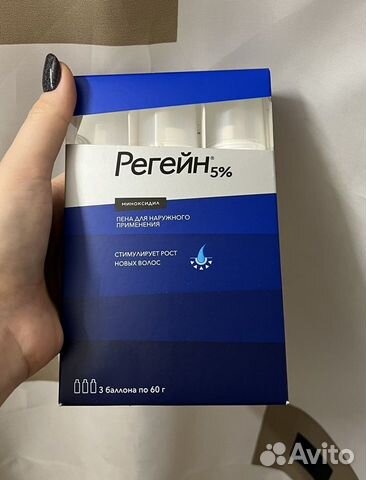 Регейн® 5%
МИНОКСИДИЛ
ПЕНА ДЛЯ НАРУЖНОГО
ПРИМЕНЕНИЯ
СТИМУЛИРУЕТ РОСТ
НОВЫХ ВОЛОС
3 баллона по 60 г
Avito